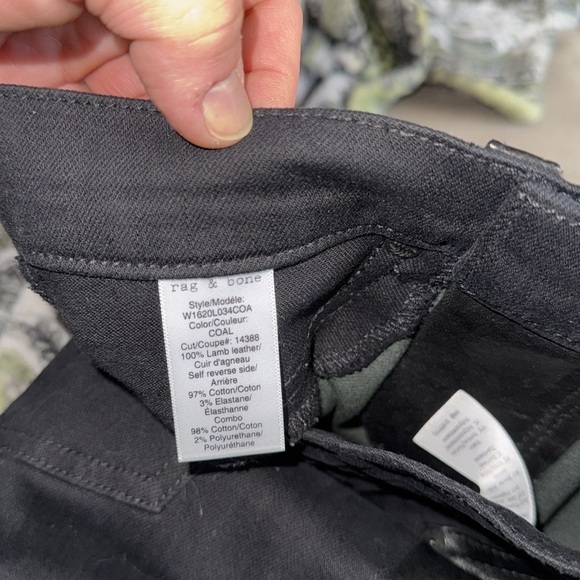 rag & bone
Style/Modéle:
W1620L034COA
Color/Couleur:
COAL
Cut/Coupe#: 14388
100% Lamb leather/
Cuir d'agneau
Self reverse side/
Arrière
97% Cotton/Coton
3% Elastane/
Élasthanne
Combo
98% Cotton/Coton
2% Polyurethane/
Polyuréthane